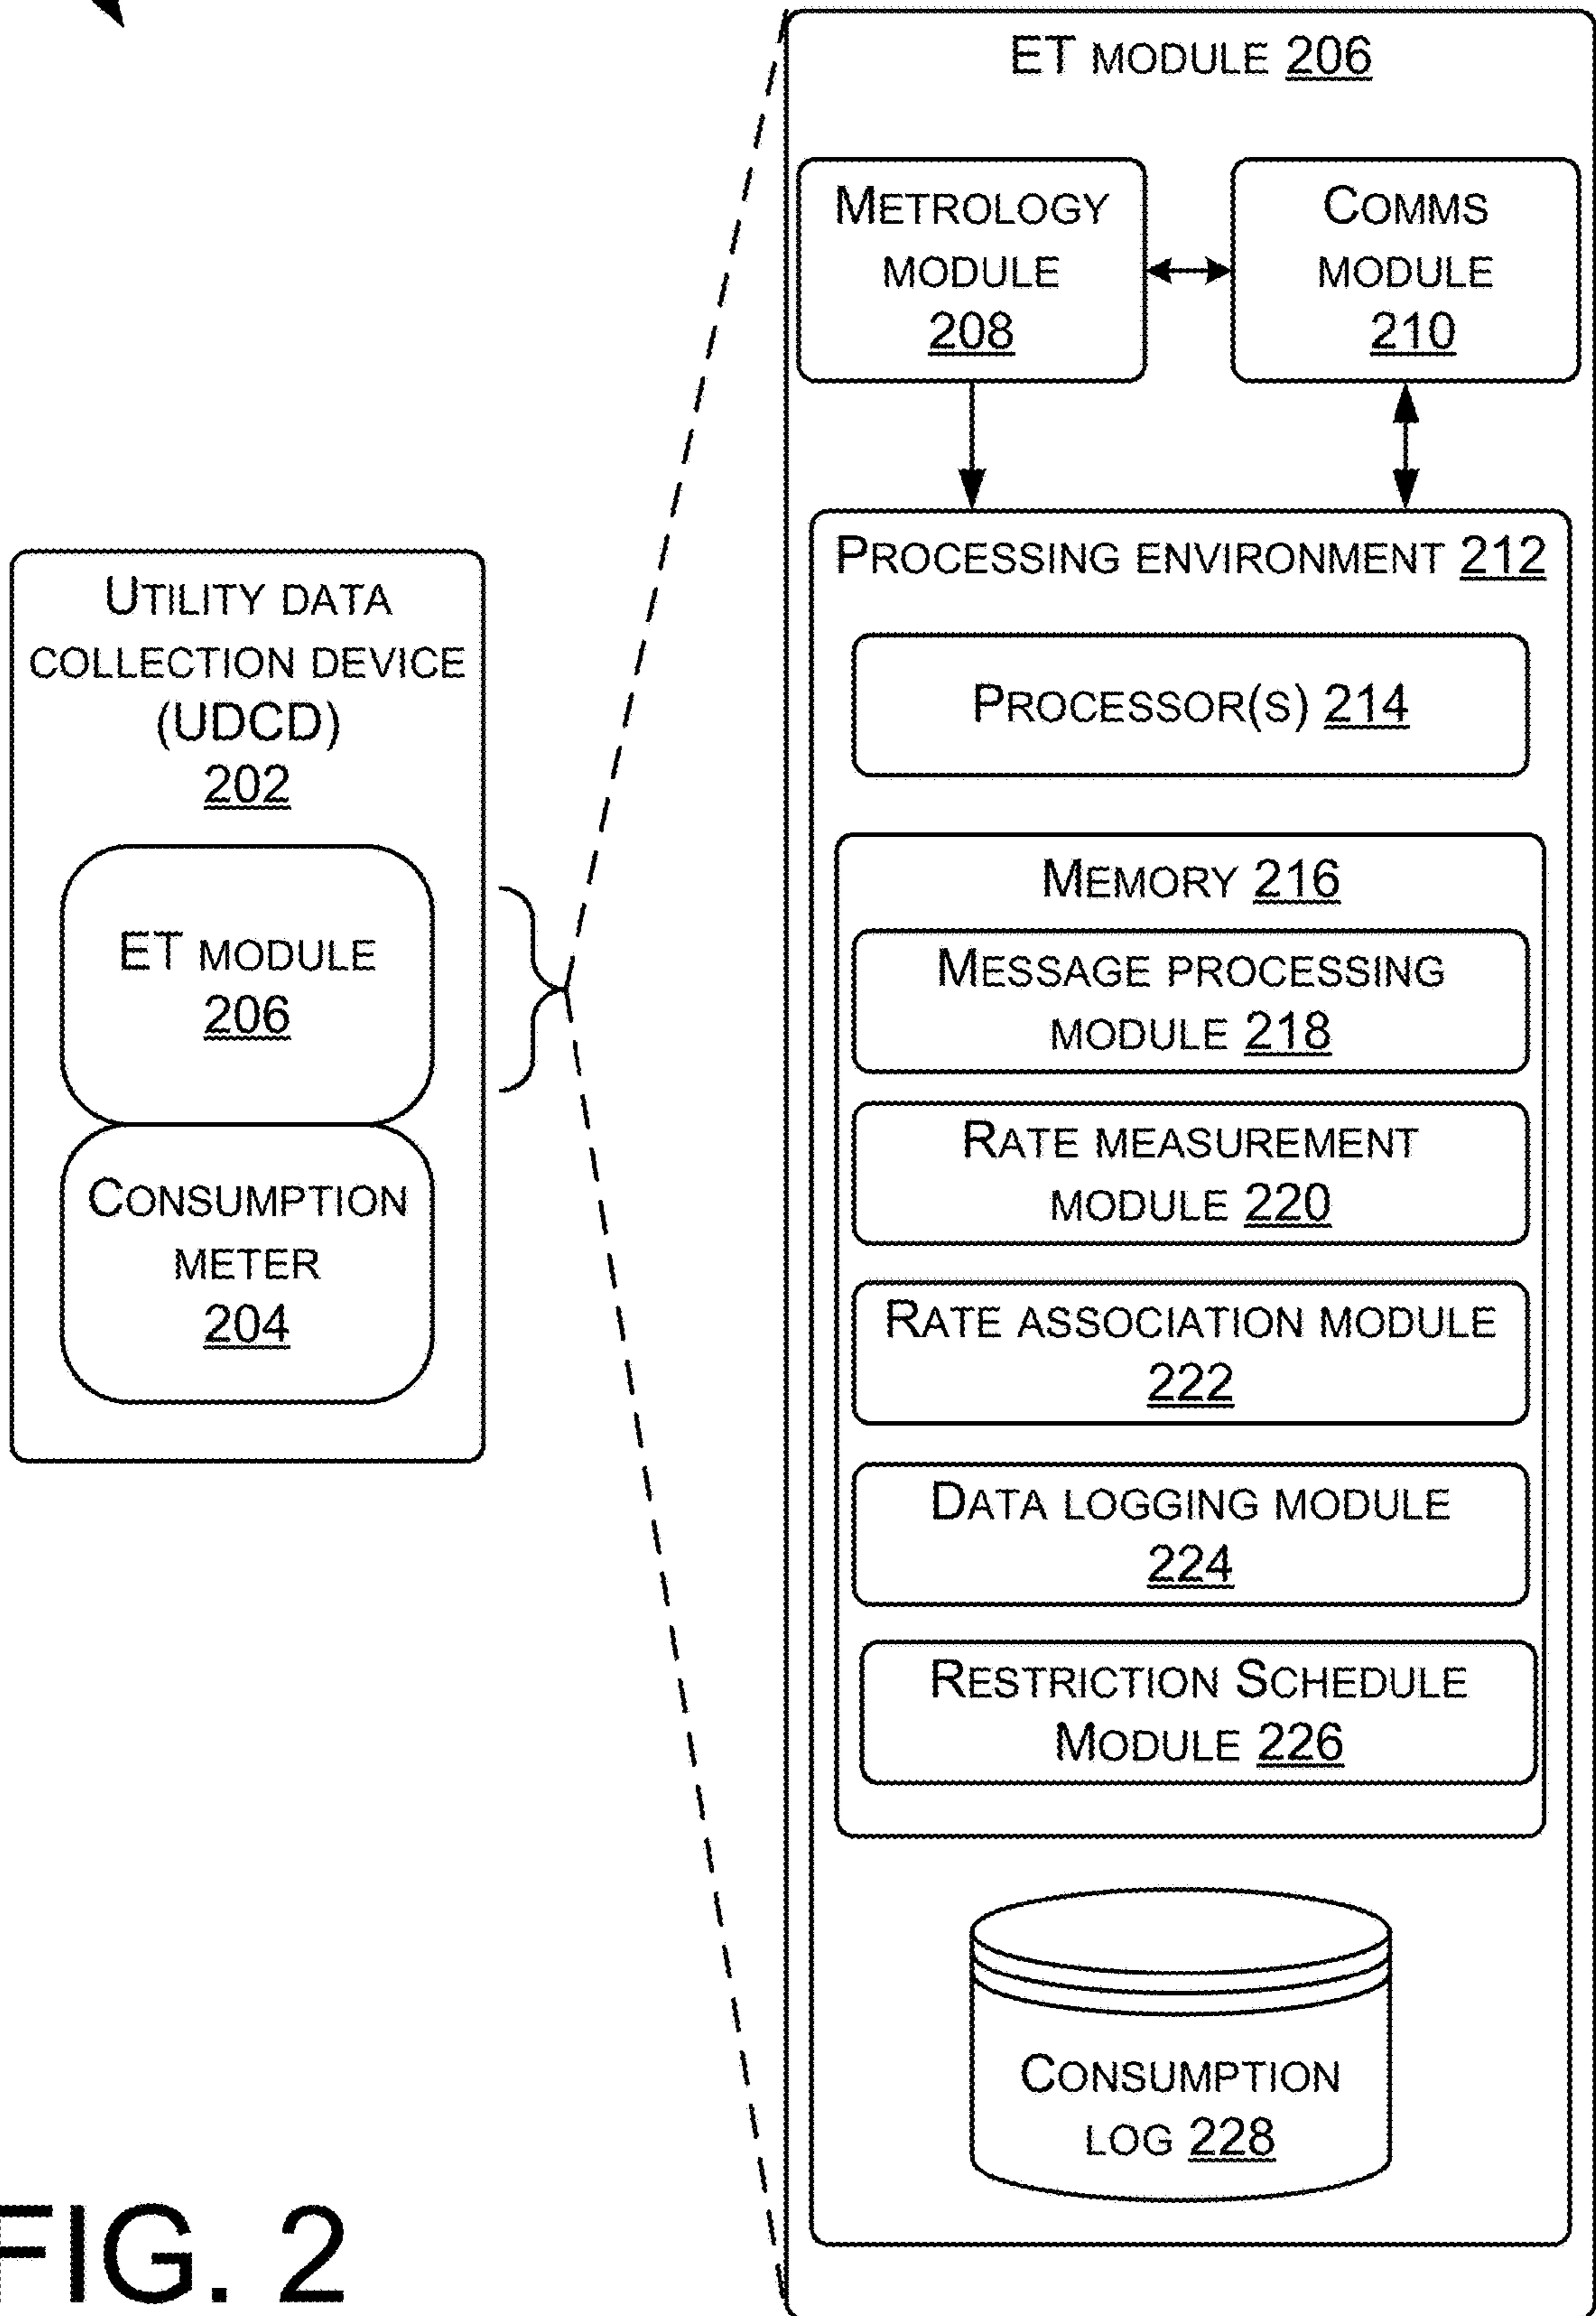 UTILITY DATA
COLLECTION DEVICE
(UDCD)
202
ET MODULE
206
CONSUMPTION
METER
204
ET MODULE 206
METROLOGY
MODULE
208
COMMS
MODULE
210
PROCESSING ENVIRONMENT 212
PROCESSOR(S) 214
MEMORY 216
MESSAGE PROCESSING
MODULE 218
RATE MEASUREMENT
MODULE 220
RATE ASSOCIATION MODULE
222
DATA LOGGING MODULE
224
RESTRICTION SCHEDULE
MODULE 226
CONSUMPTION
LOG 228
FIG. 2